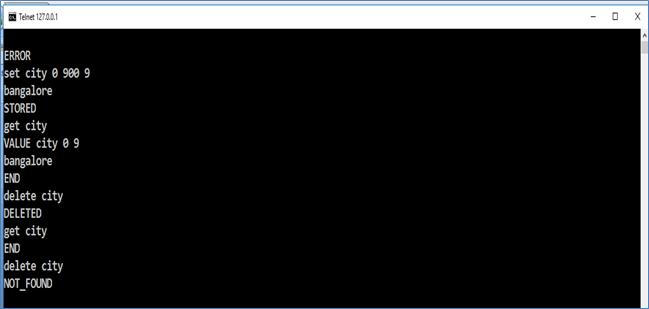 Telnet 127.0.0.1
ERROR
set city 0 900 9
bangalore
STORED
get city
VALUE city 0 9
bangalore
END
delete city
DELETED
get city
END
delete city
NOT_FOUND